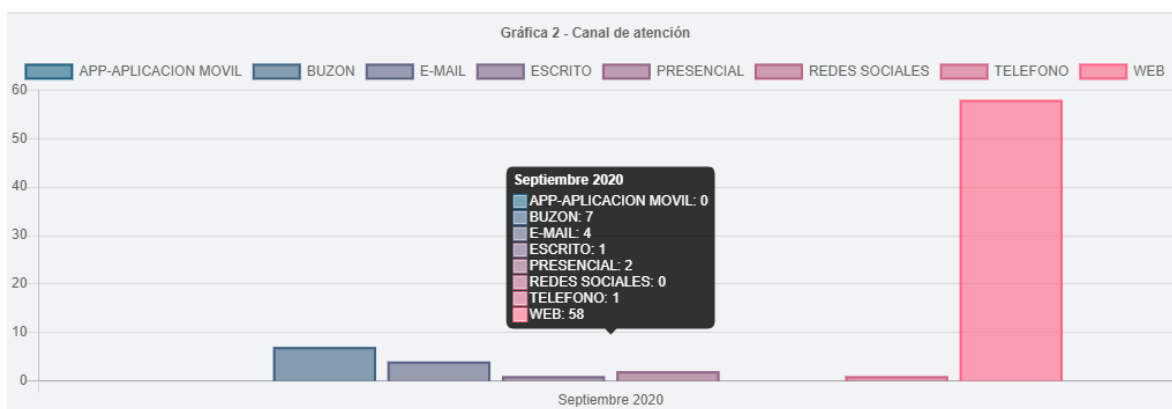 Gráfica 2 - Canal de atención
APP-APLICACION MOVIL BUZON E-MAIL ESCRITO PRESENCIAL REDES SOCIALES TELEFONO WEB
60
50
40
30
20
10
0
Septiembre 2020
APP-APLICACION MOVIL: 0
BUZON: 7
E-MAIL: 4
ESCRITO: 1
PRESENCIAL: 2
REDES SOCIALES: 0
TELEFONO: 1
WEB: 58
Septiembre 2020